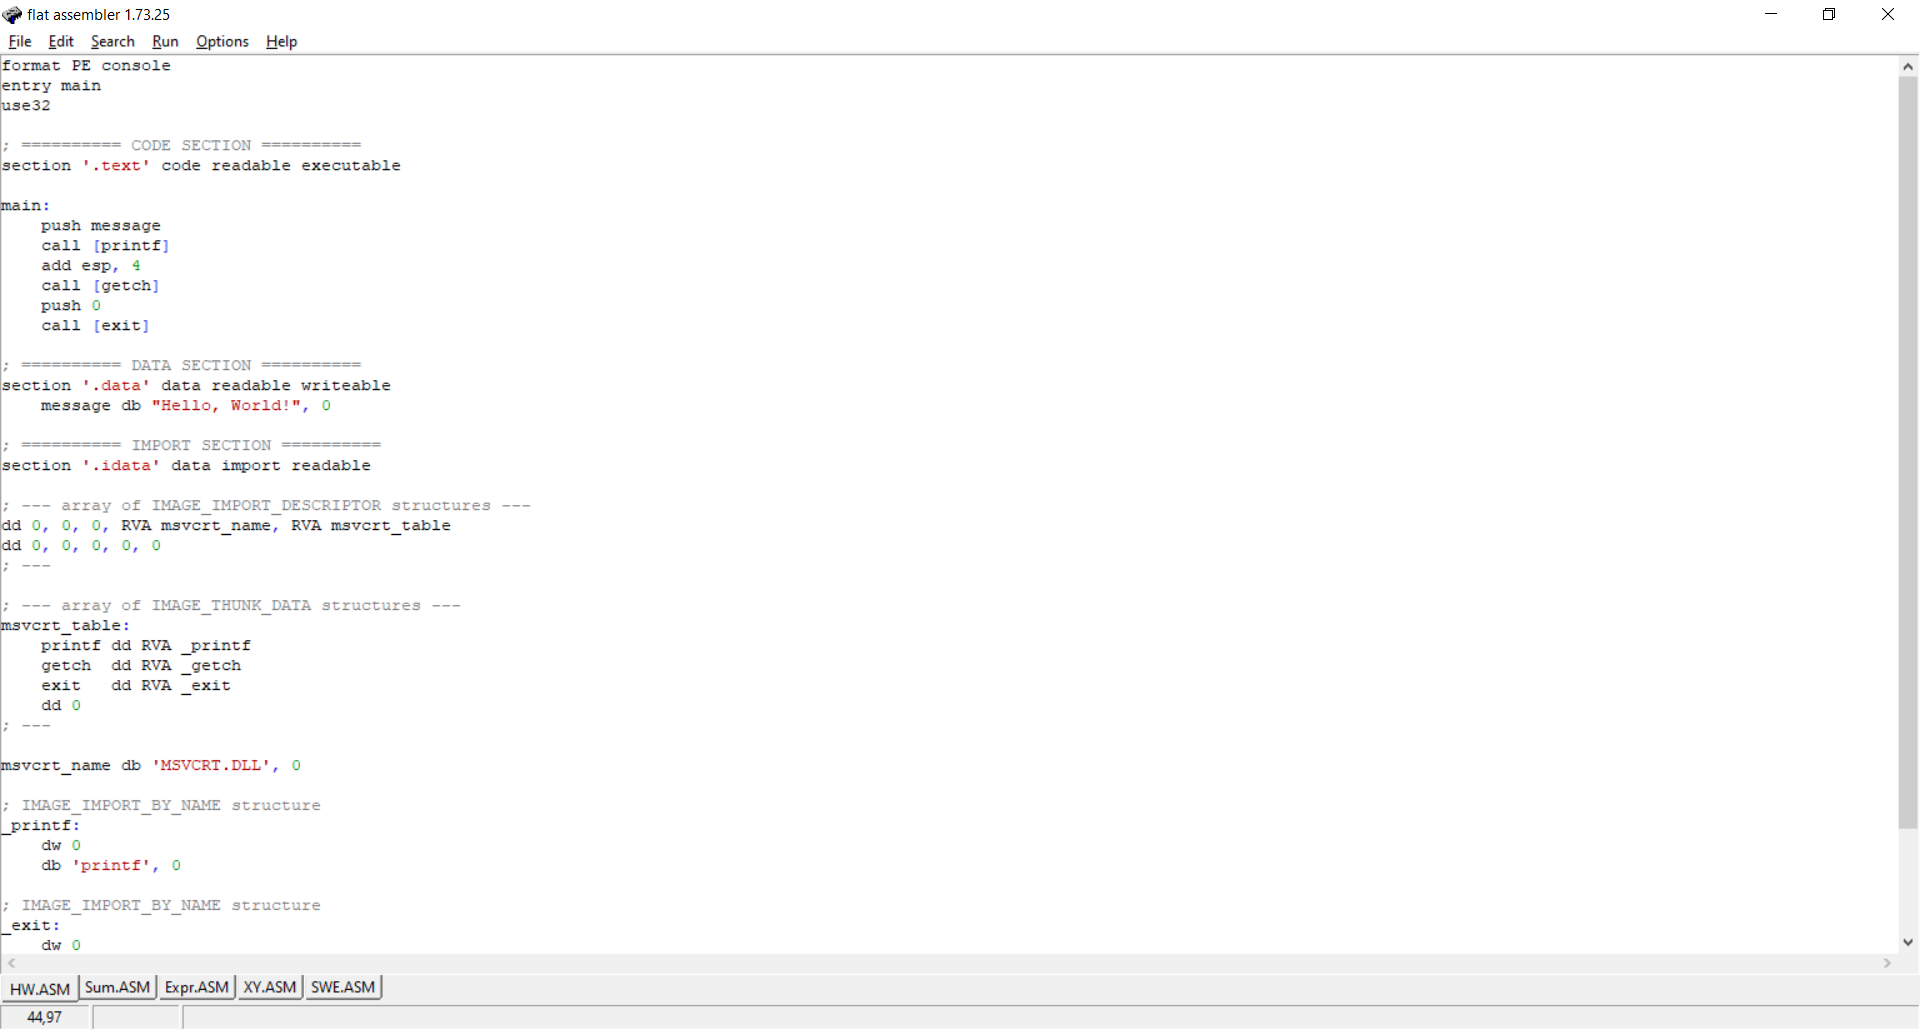 flat assembler 1.73.25
File Edit Search Run Options Help
format PE console
entry main
use32
; ========== CODE SECTION ==========
section '.text' code readable executable
main:
    push message
    call [printf]
    add esp, 4
    call [getch]
    push 0
    call [exit]
; ========== DATA SECTION ==========
section '.data' data readable writeable
    message db "Hello, World!", 0
; ========== IMPORT SECTION ==========
section '.idata' data import readable
; --- array of IMAGE_IMPORT_DESCRIPTOR structures ---
dd 0, 0, 0, RVA msvcrt_name, RVA msvcrt_table
dd 0, 0, 0, 0, 0
; ---
; --- array of IMAGE_THUNK_DATA structures ---
msvcrt_table:
    printf dd RVA _printf
    getch  dd RVA _getch
    exit   dd RVA _exit
    dd 0
; ---
msvcrt_name db 'MSVCRT.DLL', 0
; IMAGE_IMPORT_BY_NAME structure
_printf:
    dw 0
    db 'printf', 0
; IMAGE_IMPORT_BY_NAME structure
_exit:
    dw 0
HW.ASM Sum.ASM Expr.ASM XY.ASM SWE.ASM
44,97